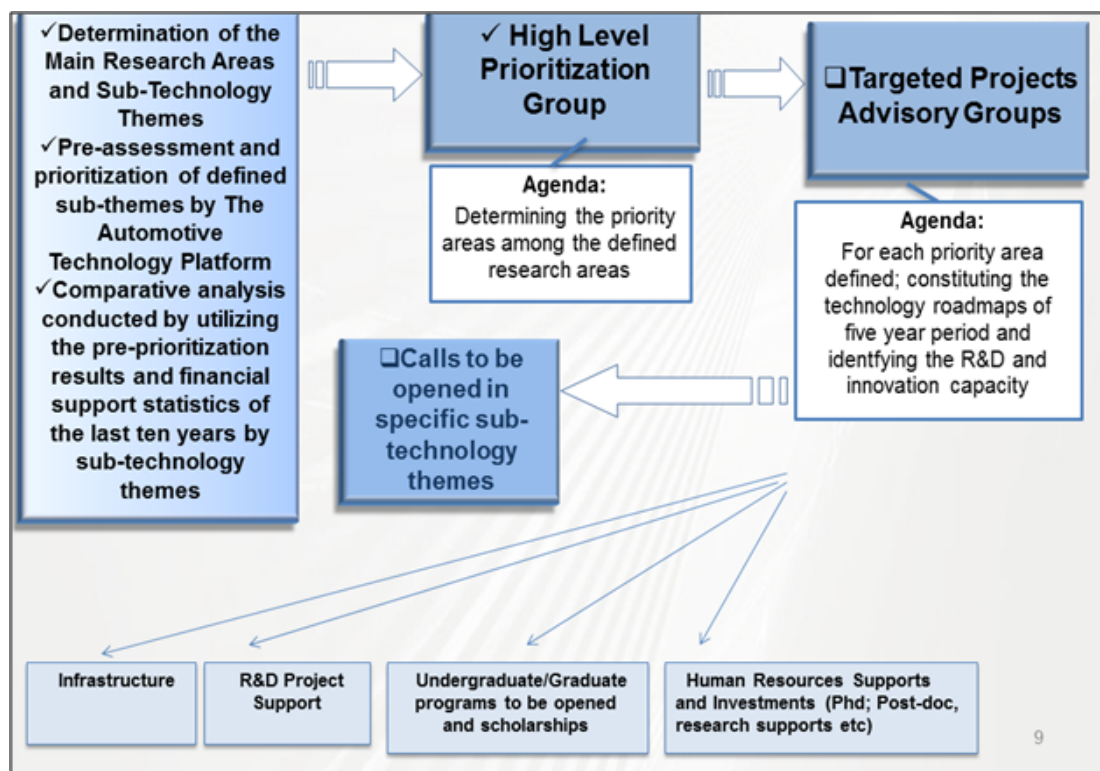 ✓Determination of the
Main Research Areas
and Sub-Technology
Themes
✓Pre-assessment and
prioritization of defined
sub-themes by The
Automotive
Technology Platform
✓Comparative analysis
conducted by utilizing
the pre-prioritization
results and financial
support statistics of
the last ten years by
sub-technology
themes
✓ High Level
Prioritization
Group
Agenda:
Determining the priority
areas among the defined
research areas
❑Targeted Projects
Advisory Groups
Agenda:
For each priority area
defined; constituting the
technology roadmaps of
five year period and
identfying the R&D and
innovation capacity
❑Calls to be
opened in
specific sub-
technology
themes
Infrastructure
R&D Project
Support
Undergraduate/Graduate
programs to be opened
and scholarships
Human Resources Supports
and Investments (Phd; Post-doc,
research supports etc)
9